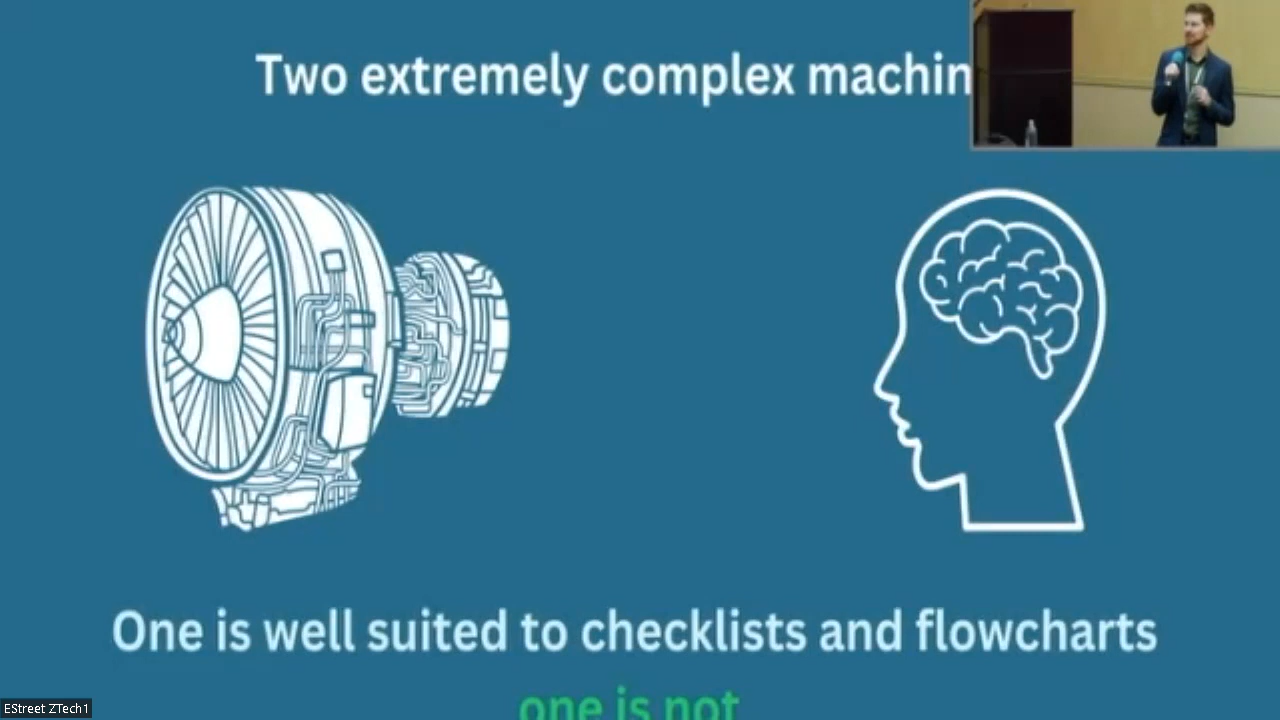 Two extremely complex machin
One is well suited to checklists and flowcharts
one is not
EStreet ZTech1